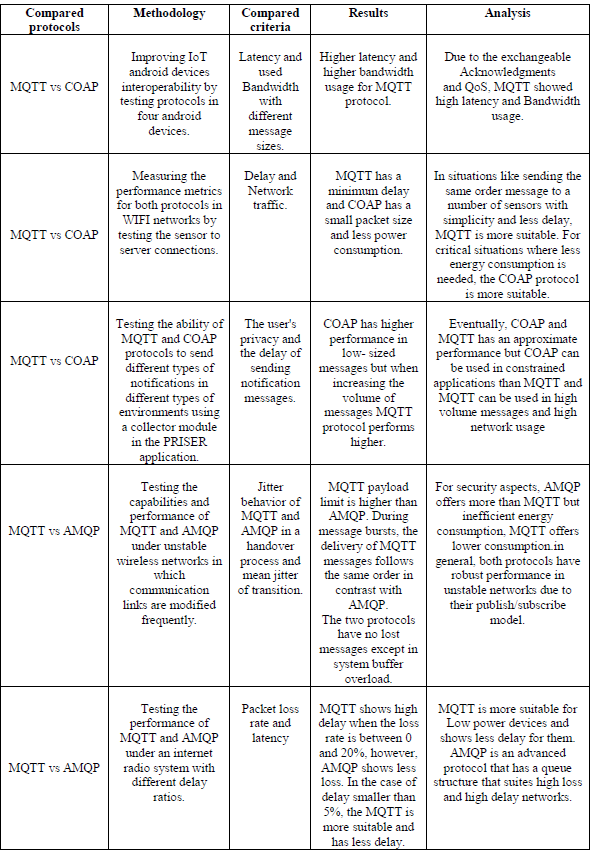 Compared
protocols
Methodology
Compared
criteria
Results
Analysis
MQTT vs COAP
Improving IoT
android devices
interoperability by
testing protocols in
four android
devices.
Latency and
used
Bandwidth
with
different
message
sizes.
Higher latency and
higher bandwidth
usage for MQTT
protocol.
Due to the exchangeable
Acknowledgments
and QoS, MQTT showed
high latency and Bandwidth
usage.
MQTT vs COAP
Measuring the
performance metrics
for both protocols in
WIFI networks by
testing the sensor to
server connections.
Delay and
Network
traffic.
MQTT has a
minimum delay
and COAP has a
small packet size
and less power
consumption.
In situations like sending the
same order message to a
number of sensors with
simplicity and less delay,
MQTT is more suitable. For
critical situations where less
energy consumption is
needed, the COAP protocol
is more suitable.
MQTT vs COAP
Testing the ability of
MQTT and COAP
protocols to send
different types of
notifications in
different types of
environments using
a collector module
in the PRISER
application.
The user's
privacy and
the delay of
sending
notification
messages.
COAP has higher
performance in
low- sized
messages but when
increasing the
volume of
messages MQTT
protocol performs
higher.
Eventually, COAP and
MQTT has an approximate
performance but COAP can
be used in constrained
applications than MQTT and
MQTT can be used in high
volume messages and high
network usage
MQTT vs AMQP
Testing the
capabilities and
performance of
MQTT and AMQP
under unstable
wireless networks in
which
communication
links are modified
frequently.
Jitter
behavior of
MQTT and
AMQP in a
handover
process and
mean jitter
of transition.
MQTT payload
limit is higher than
AMQP. During
message bursts, the
delivery of MQTT
messages follows
the same order in
contrast with
AMQP.
The two protocols
have no lost
messages except in
system buffer
overload.
For security aspects, AMQP
offers more than MQTT but
inefficient energy
consumption, MQTT offers
lower consumption.in
general, both protocols have
robust performance in
unstable networks due to
their publish/subscribe
model.
MQTT vs AMQP
Testing the
performance of
MQTT and AMQP
under an internet
radio system with
different delay
ratios.
Packet loss
rate and
latency
MQTT shows high
delay when the loss
rate is between 0
and 20%, however,
AMQP shows less
loss. In the case of
delay smaller than
5%, the MQTT is
more suitable and
has less delay.
MQTT is more suitable for
Low power devices and
shows less delay for them.
AMQP is an advanced
protocol that has a queue
structure that suites high loss
and high delay networks.